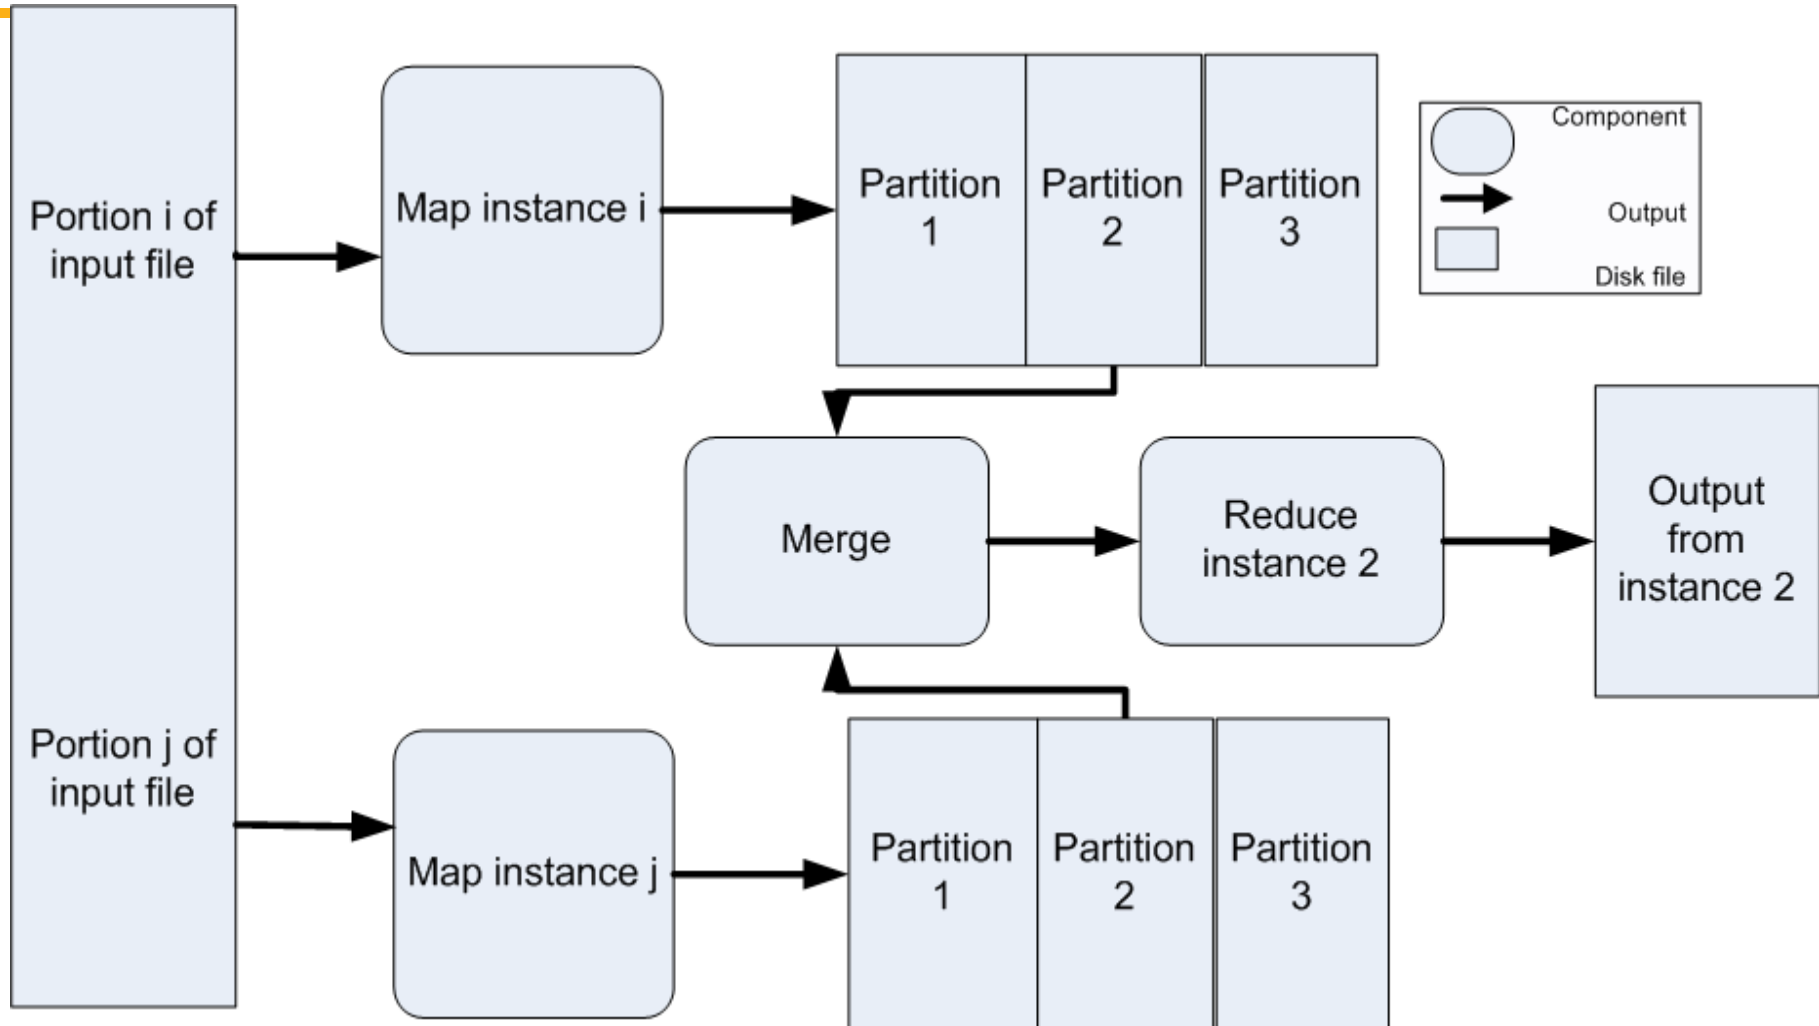 Portion i of
input file
Map instance i
Partition
1
Partition
2
Partition
3
Component
Output
Disk file
Merge
Reduce
instance 2
Output
from
instance 2
Portion j of
input file
Map instance j
Partition
1
Partition
2
Partition
3